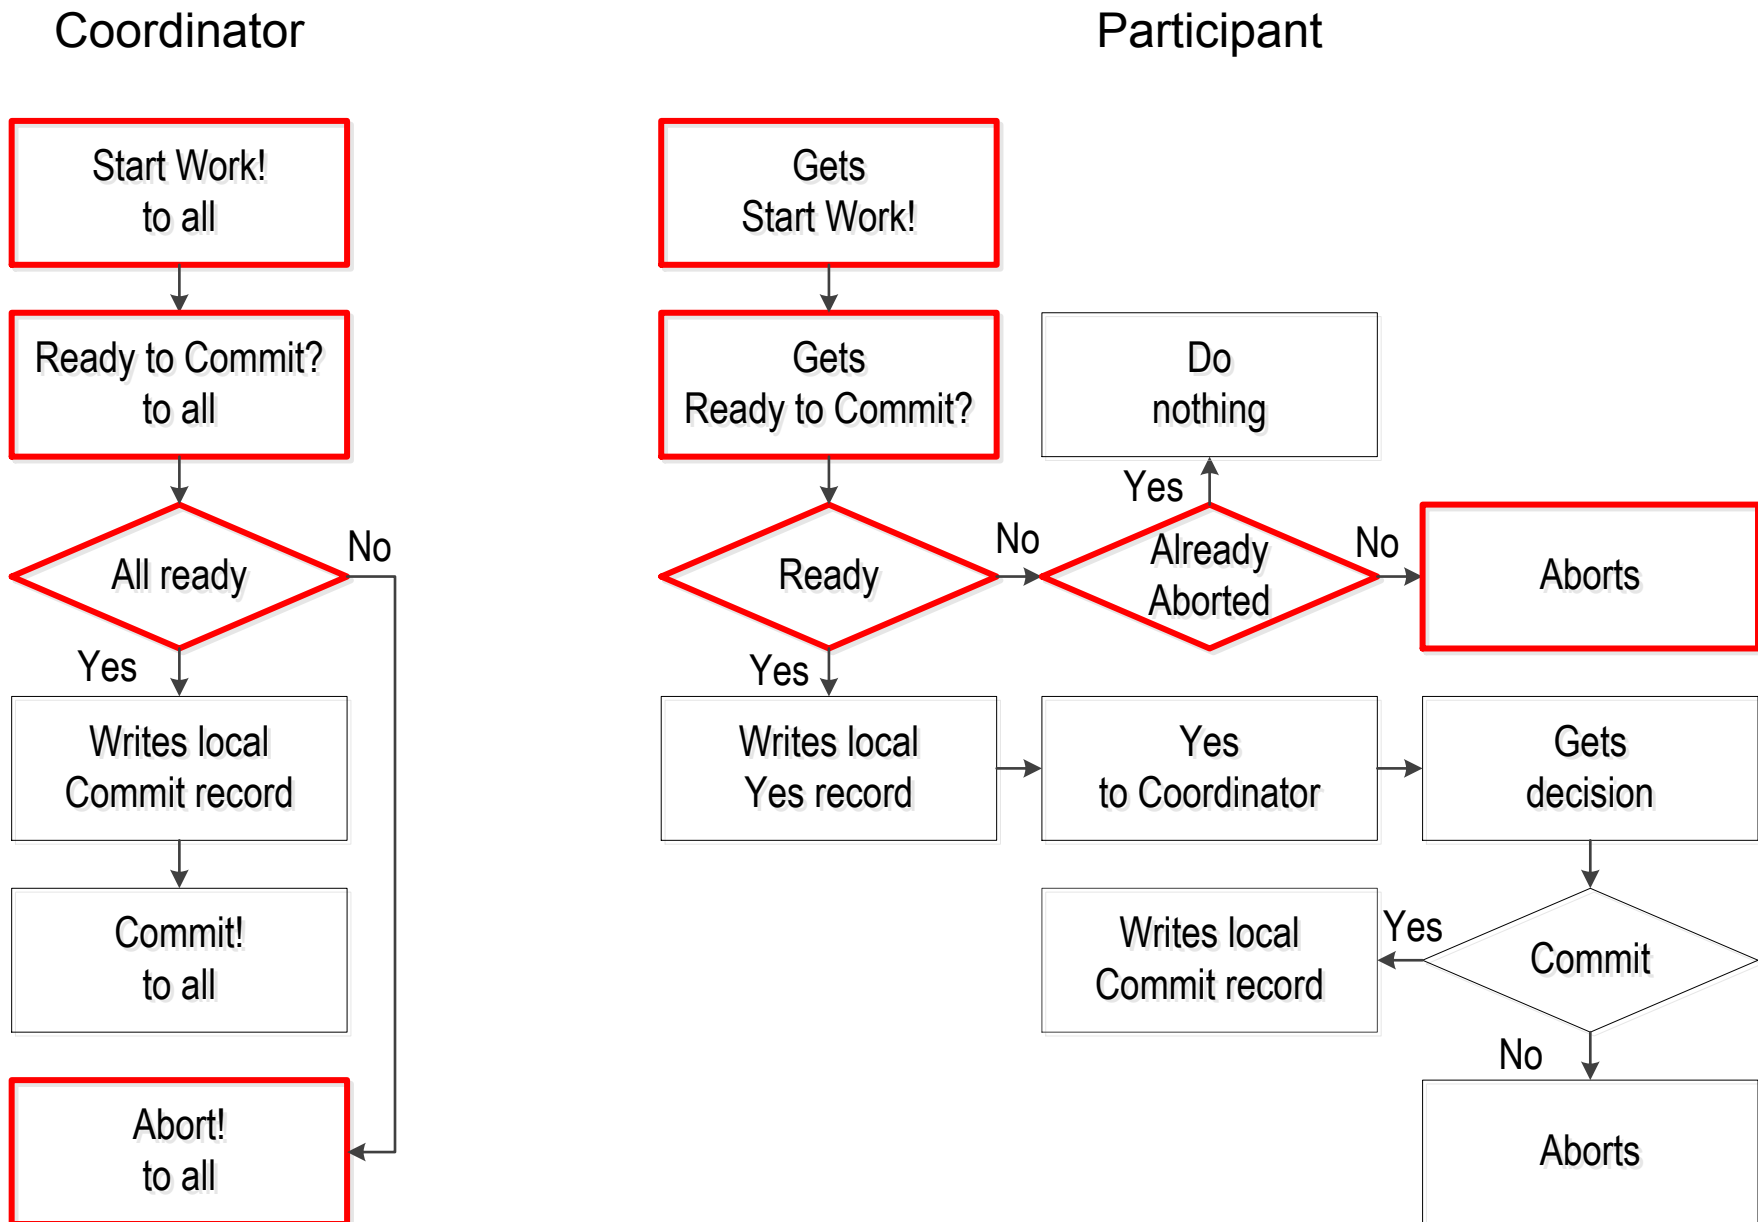 Coordinator
Participant
Start Work!
to all
Ready to Commit?
to all
All ready
No
Yes
Writes local
Commit record
Commit!
to all
Abort!
to all
Gets
Start Work!
Gets
Ready to Commit?
Do
nothing
Yes
Ready
No
Already
Aborted
No
Aborts
Yes
Writes local
Yes record
Yes
to Coordinator
Gets
decision
Writes local
Commit record
Yes
Commit
No
Aborts